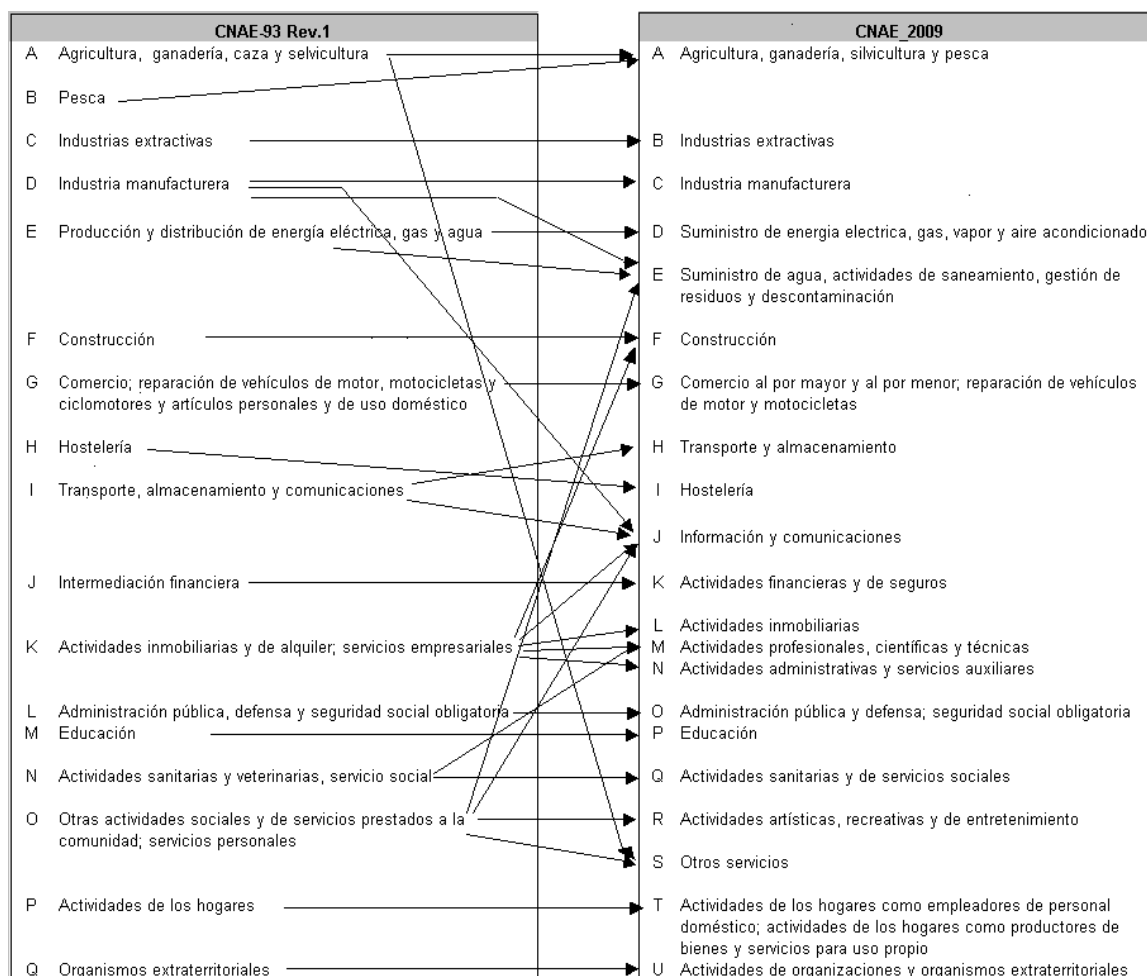 CNAE-93 Rev.1
A Agricultura, ganadería, caza y selvicultura
B Pesca
C Industrias extractivas
D Industria manufacturera
E Producción y distribución de energía eléctrica, gas y agua
F Construcción
G Comercio; reparación de vehículos de motor, motocicletas y
ciclomotores y artículos personales y de uso doméstico
H Hostelería
I Transporte, almacenamiento y comunicaciones
J Intermediación financiera
K Actividades inmobiliarias y de alquiler; servicios empresariales
L Administración pública, defensa y seguridad social obligatoria
M Educación
N Actividades sanitarias y veterinarias, servicio social
O Otras actividades sociales y de servicios prestados a la
comunidad; servicios personales
P Actividades de los hogares
Q Organismos extraterritoriales
CNAE_2009
A Agricultura, ganadería, silvicultura y pesca
B Industrias extractivas
C Industria manufacturera
D Suministro de energia electrica, gas, vapor y aire acondicionado
E Suministro de agua, actividades de saneamiento, gestión de
residuos y descontaminación
F Construcción
G Comercio al por mayor y al por menor; reparación de vehículos
de motor y motocicletas
H Transporte y almacenamiento
I Hostelería
J Información y comunicaciones
K Actividades financieras y de seguros
L Actividades inmobiliarias
M Actividades profesionales, científicas y técnicas
N Actividades administrativas y servicios auxiliares
O Administración pública y defensa; seguridad social obligatoria
P Educación
Q Actividades sanitarias y de servicios sociales
R Actividades artísticas, recreativas y de entretenimiento
S Otros servicios
T Actividades de los hogares como empleadores de personal
doméstico; actividades de los hogares como productores de
bienes y servicios para uso propio
U Actividades de organizaciones y organismos extraterritoriales